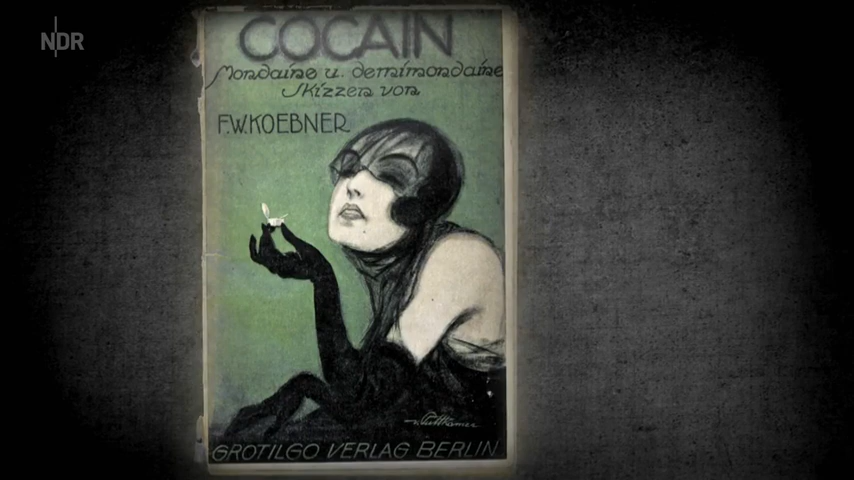 NDR
COCAIN
Mondaine u. demimondaine
Skizzen von
F.W. KOEBNER
GROTILGO VERLAG BERLIN